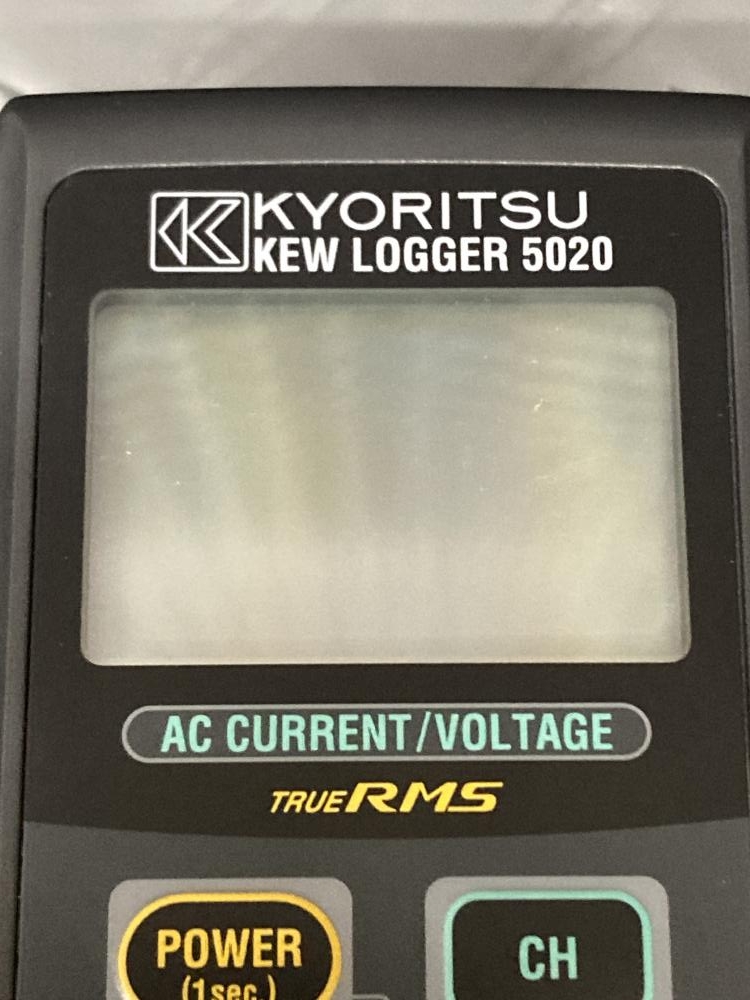 KYORITSU
KEW LOGGER 5020
AC CURRENT/VOLTAGE
TRUE RMS
POWER
(1sec.)
CH